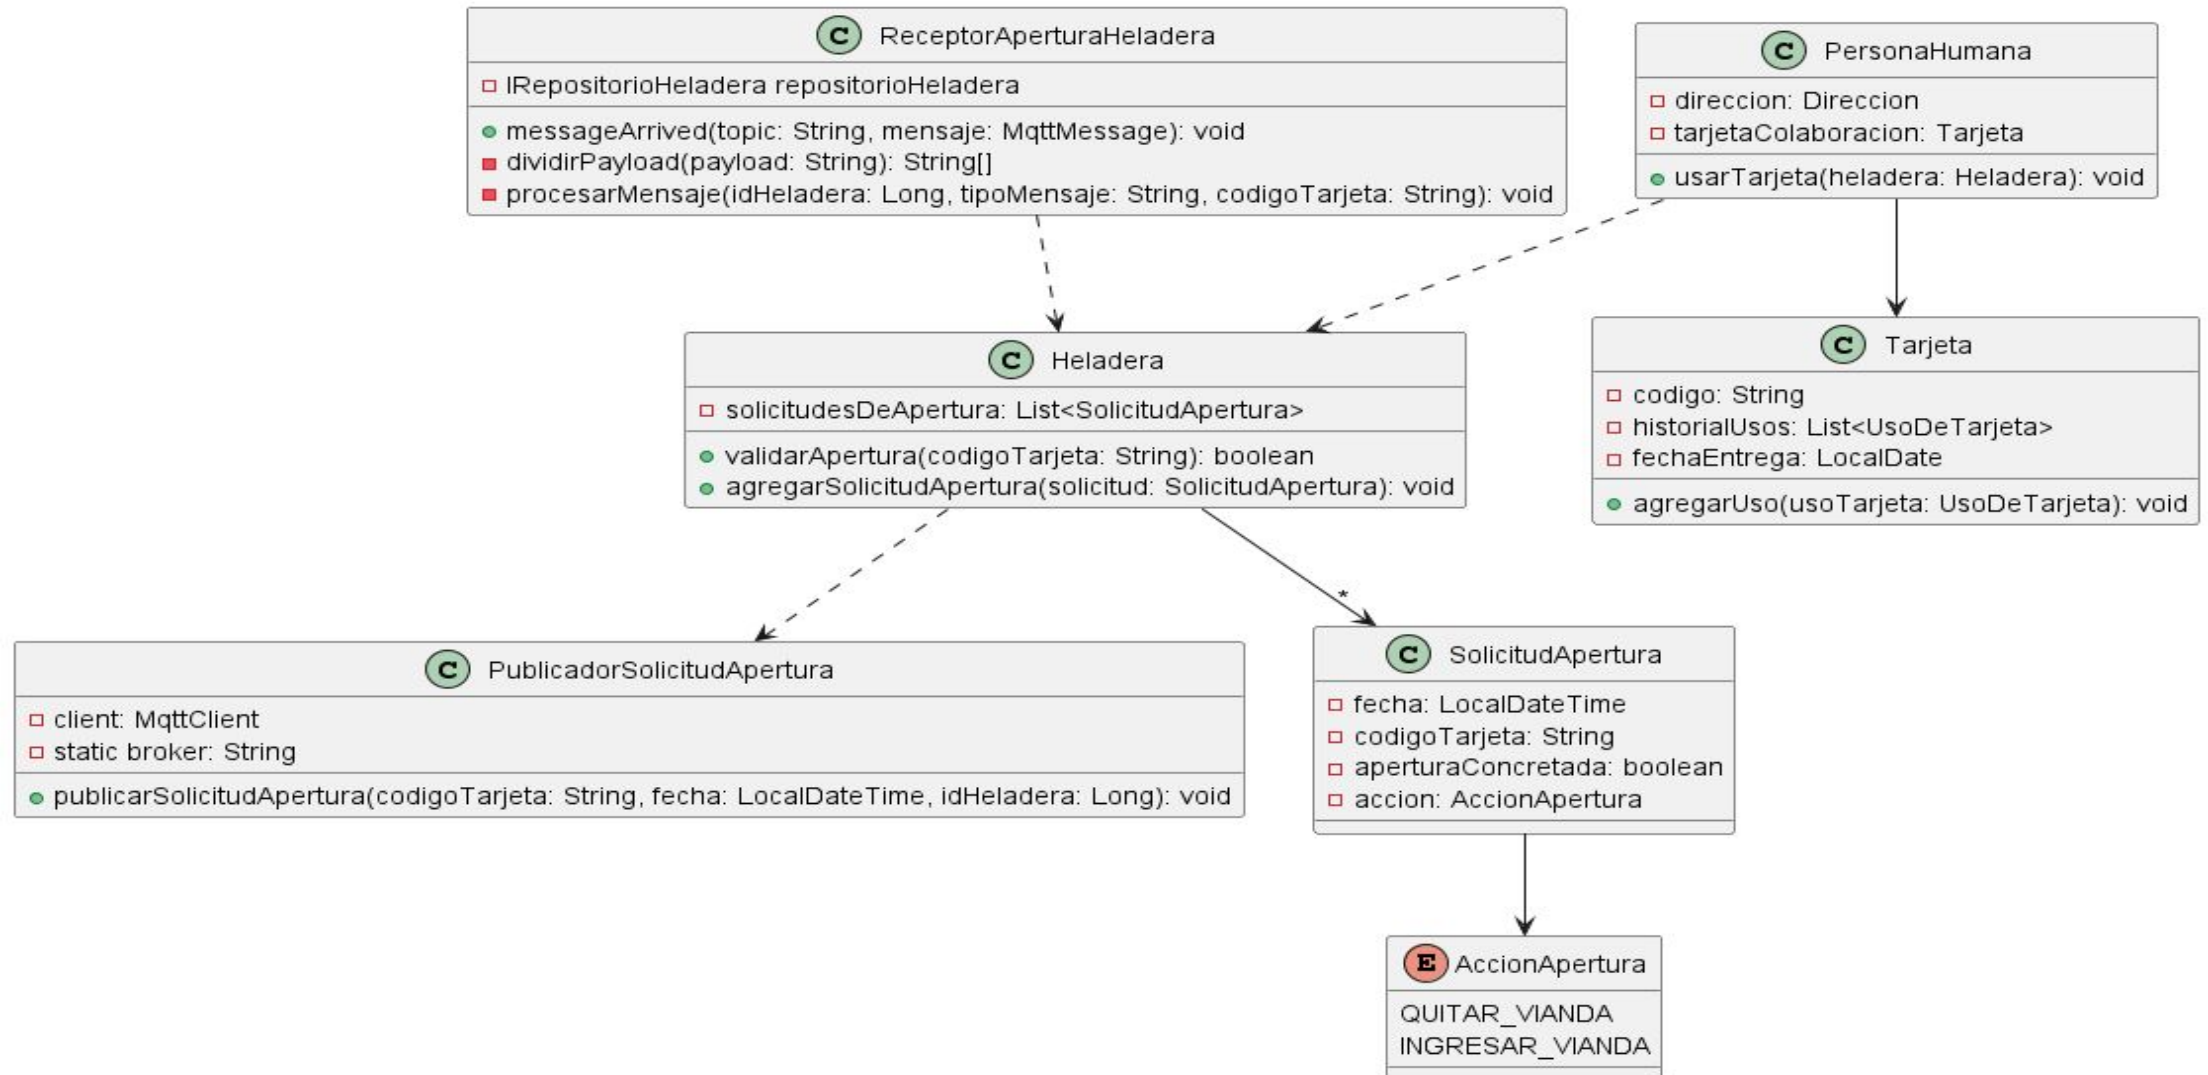 C ReceptorAperturaHeladera
IRepositorioHeladera repositorioHeladera
messageArrived(topic: String, mensaje: MqttMessage): void
dividirPayload(payload: String): String[]
procesarMensaje(idHeladera: Long, tipoMensaje: String, codigoTarjeta: String): void
C PersonaHumana
direccion: Direccion
tarjetaColaboracion: Tarjeta
usarTarjeta(heladera: Heladera): void
C Heladera
solicitudesDeApertura: List<SolicitudApertura>
validarApertura(codigoTarjeta: String): boolean
agregarSolicitudApertura(solicitud: SolicitudApertura): void
C Tarjeta
codigo: String
historialUsos: List<UsoDeTarjeta>
fechaEntrega: LocalDate
agregarUso(usoTarjeta: UsoDeTarjeta): void
*
C PublicadorSolicitudApertura
client: MqttClient
static broker: String
publicarSolicitudApertura(codigoTarjeta: String, fecha: LocalDateTime, idHeladera: Long): void
C SolicitudApertura
fecha: LocalDateTime
codigoTarjeta: String
aperturaConcretada: boolean
accion: AccionApertura
E AccionApertura
QUITAR_VIANDA
INGRESAR_VIANDA